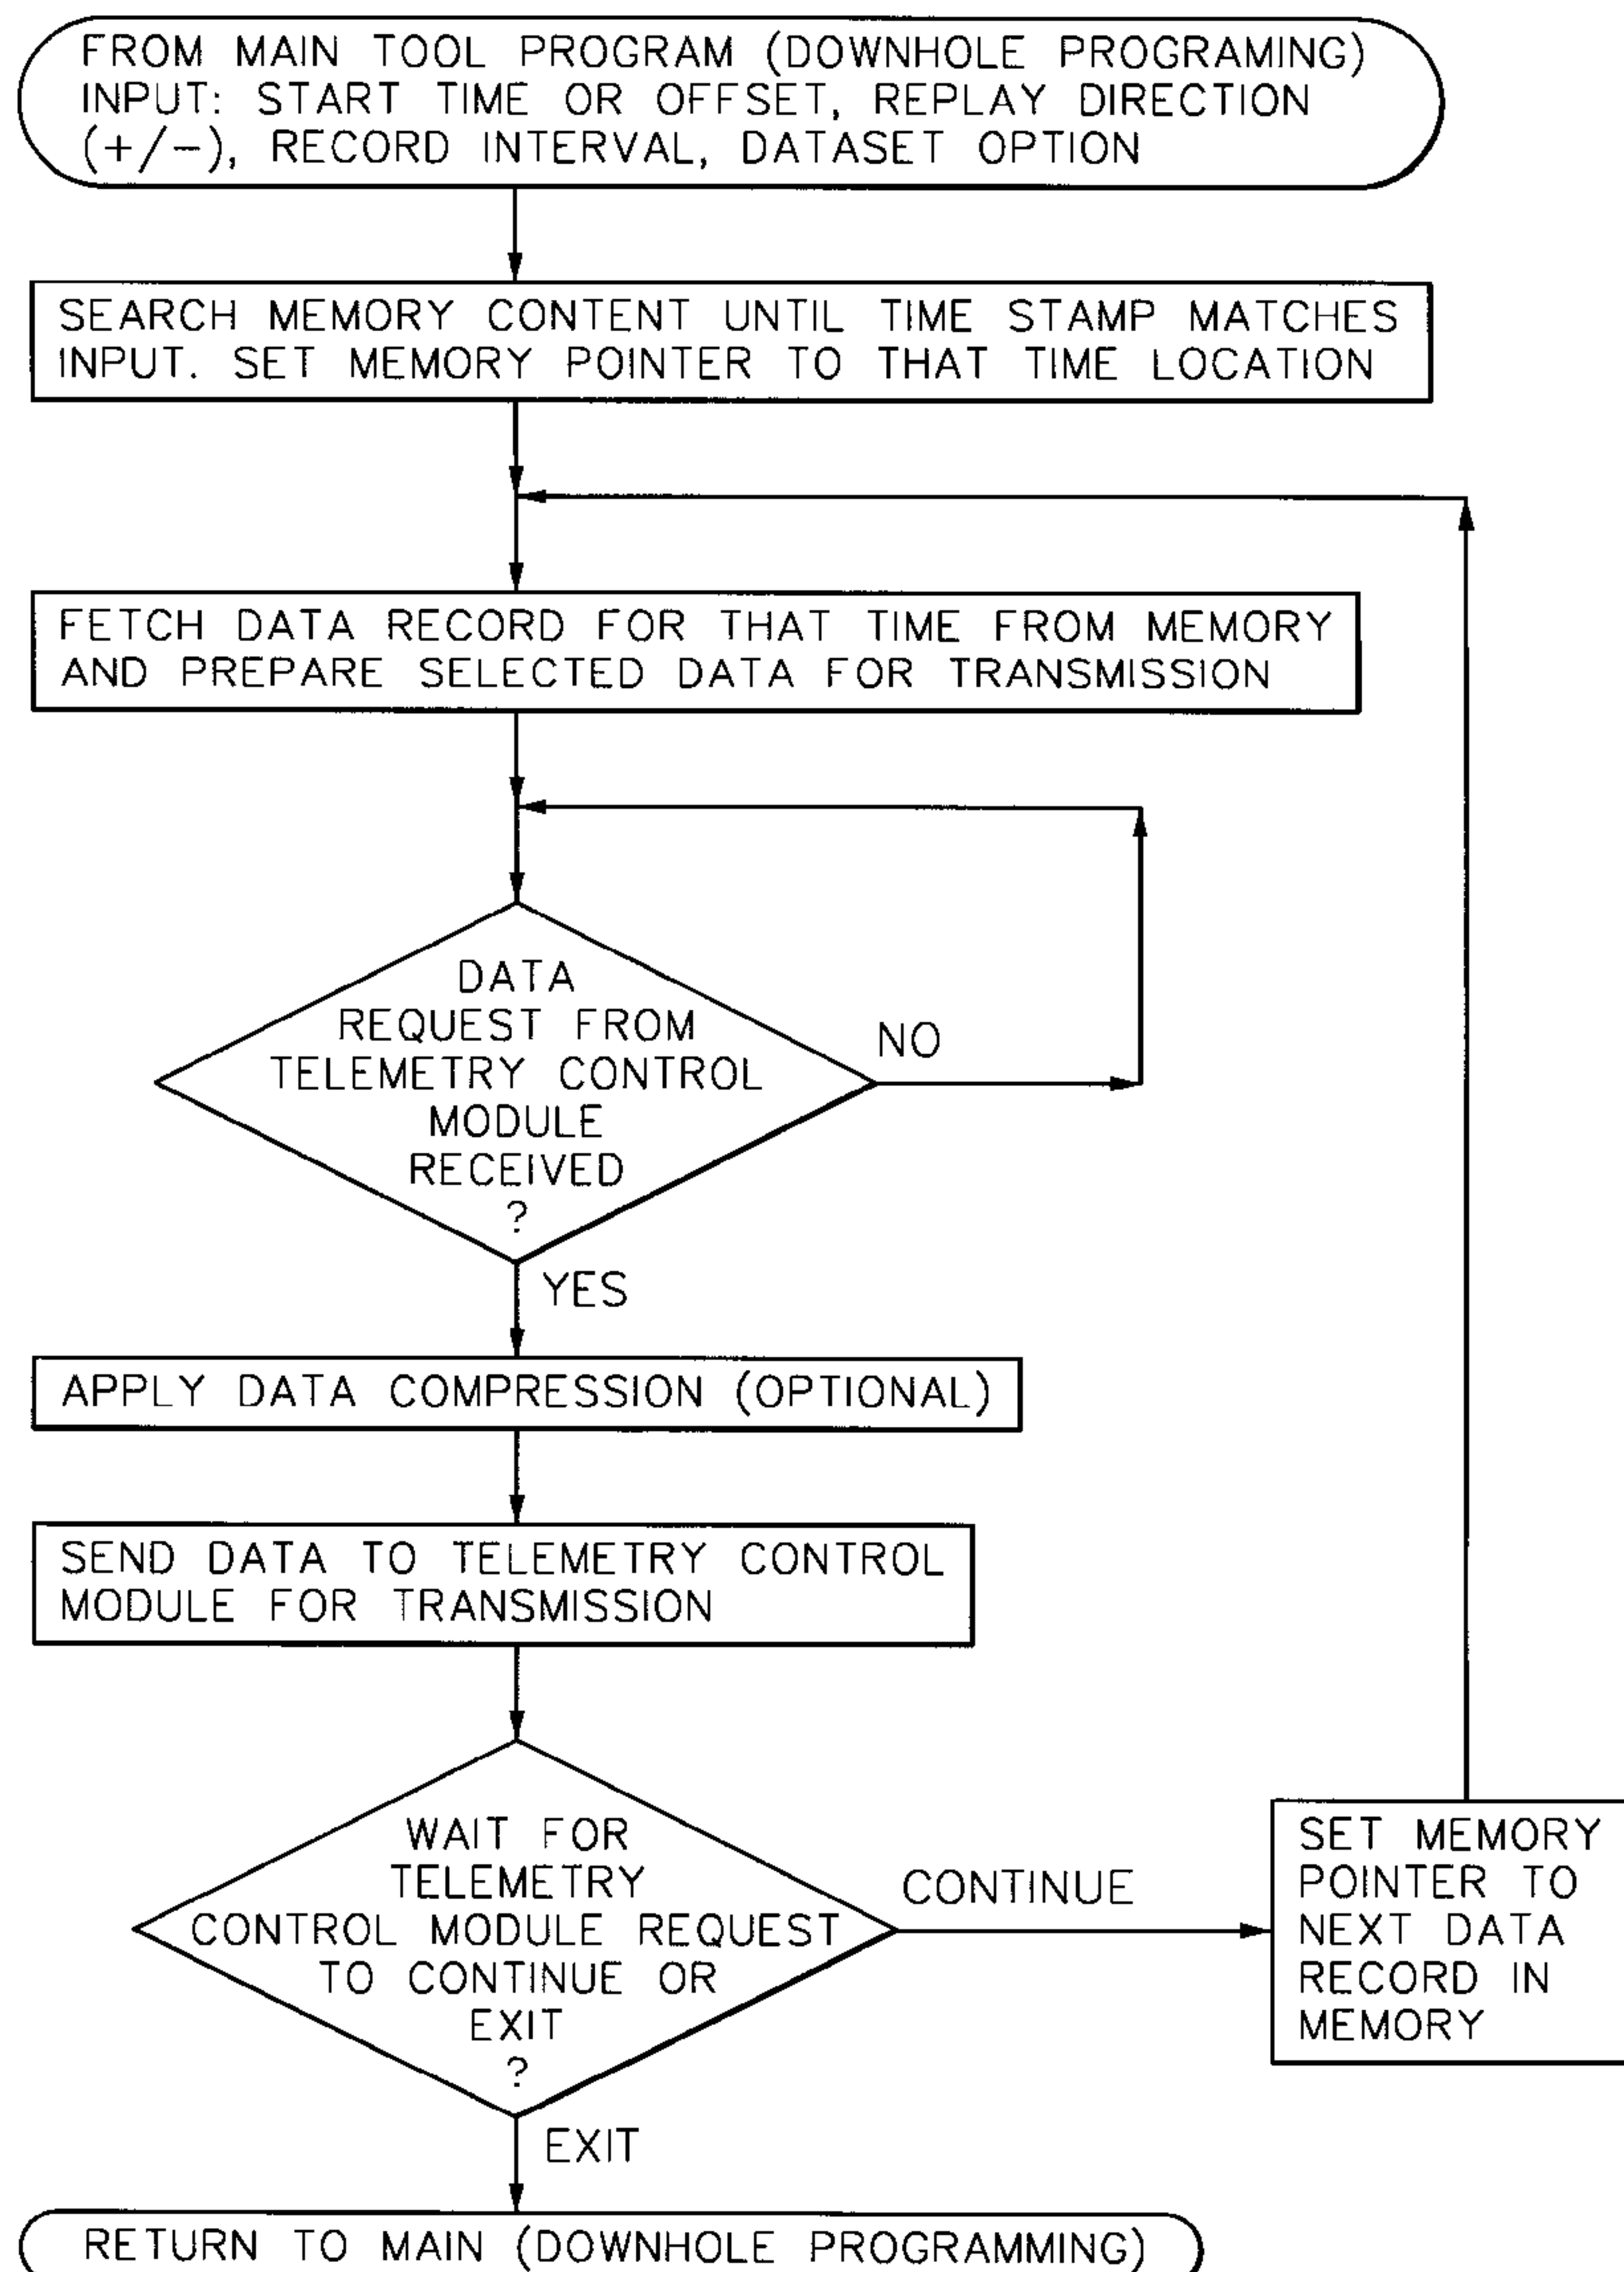 FROM MAIN TOOL PROGRAM (DOWNHOLE PROGRAMING)
INPUT: START TIME OR OFFSET, REPLAY DIRECTION
(+/-), RECORD INTERVAL, DATASET OPTION
SEARCH MEMORY CONTENT UNTIL TIME STAMP MATCHES
INPUT. SET MEMORY POINTER TO THAT TIME LOCATION
FETCH DATA RECORD FOR THAT TIME FROM MEMORY
AND PREPARE SELECTED DATA FOR TRANSMISSION
DATA
REQUEST FROM
TELEMETRY CONTROL
MODULE
RECEIVED
?
NO
YES
APPLY DATA COMPRESSION (OPTIONAL)
SEND DATA TO TELEMETRY CONTROL
MODULE FOR TRANSMISSION
WAIT FOR
TELEMETRY
CONTROL MODULE REQUEST
TO CONTINUE OR
EXIT
?
CONTINUE
SET MEMORY
POINTER TO
NEXT DATA
RECORD IN
MEMORY
EXIT
RETURN TO MAIN (DOWNHOLE PROGRAMMING)